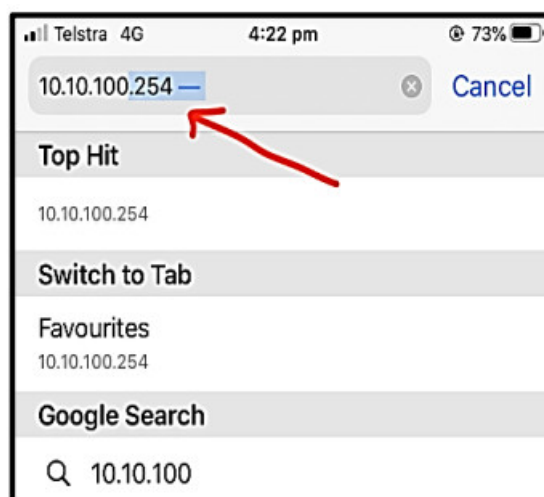 Telstra 4G 4:22 pm 73%
10.10.100.254 — Cancel
Top Hit
10.10.100.254
Switch to Tab
Favourites
10.10.100.254
Google Search
10.10.100